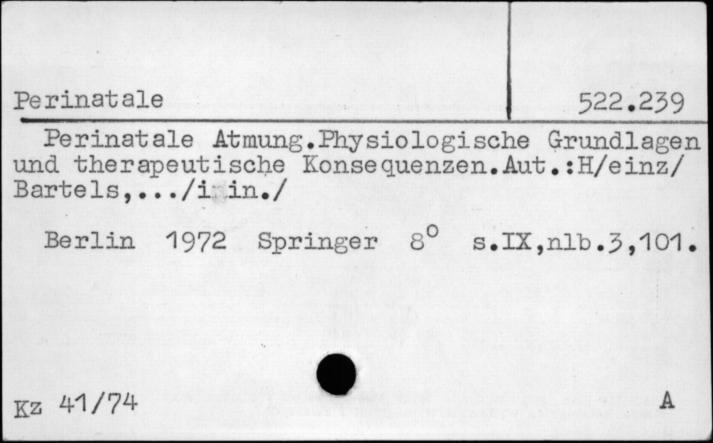 Perinatale 522.239
Perinatale Atmung.Physiologische Grundlagen
und therapeutische Konsequenzen.Aut.:H/einz/
Bartels,.../i in./
Berlin 1972 Springer 8° s.IX,nlb.3,101.
Kz 41/74 A